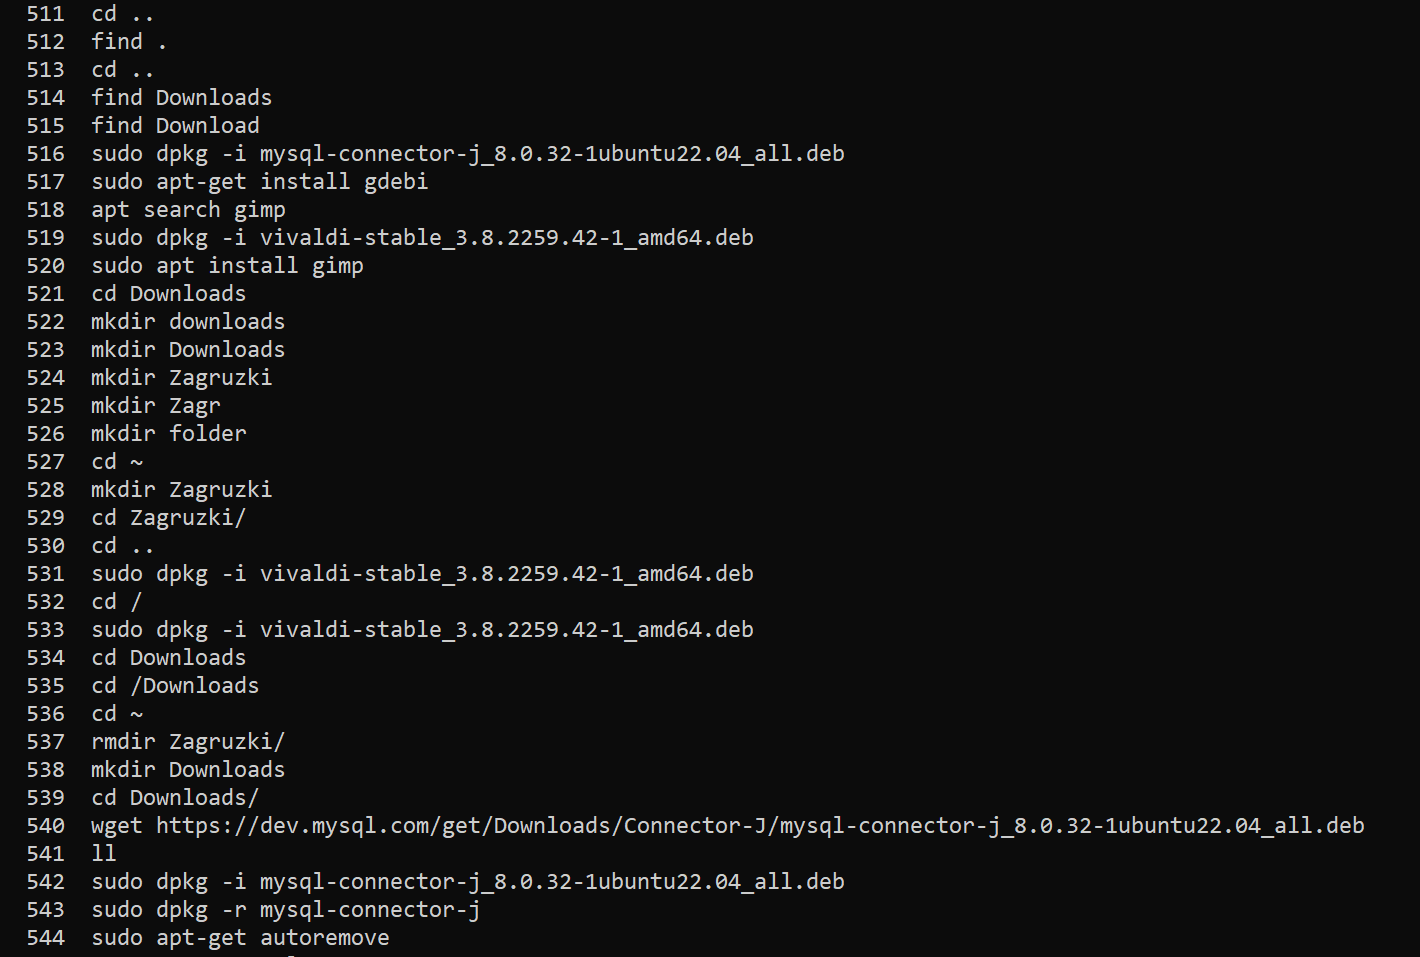 511 cd ..
512 find .
513 cd ..
514 find Downloads
515 find Download
516 sudo dpkg -i mysql-connector-j_8.0.32-1ubuntu22.04_all.deb
517 sudo apt-get install gdebi
518 apt search gimp
519 sudo dpkg -i vivaldi-stable_3.8.2259.42-1_amd64.deb
520 sudo apt install gimp
521 cd Downloads
522 mkdir downloads
523 mkdir Downloads
524 mkdir Zagruzki
525 mkdir Zagr
526 mkdir folder
527 cd ~
528 mkdir Zagruzki
529 cd Zagruzki/
530 cd ..
531 sudo dpkg -i vivaldi-stable_3.8.2259.42-1_amd64.deb
532 cd /
533 sudo dpkg -i vivaldi-stable_3.8.2259.42-1_amd64.deb
534 cd Downloads
535 cd /Downloads
536 cd ~
537 rmdir Zagruzki/
538 mkdir Downloads
539 cd Downloads/
540 wget https://dev.mysql.com/get/Downloads/Connector-J/mysql-connector-j_8.0.32-1ubuntu22.04_all.deb
541 ll
542 sudo dpkg -i mysql-connector-j_8.0.32-1ubuntu22.04_all.deb
543 sudo dpkg -r mysql-connector-j
544 sudo apt-get autoremove